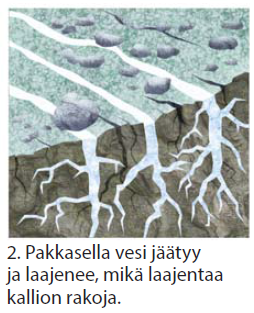 2. Pakkasella vesi jäätyy
ja laajenee, mikä laajentaa
kallion rakoja.